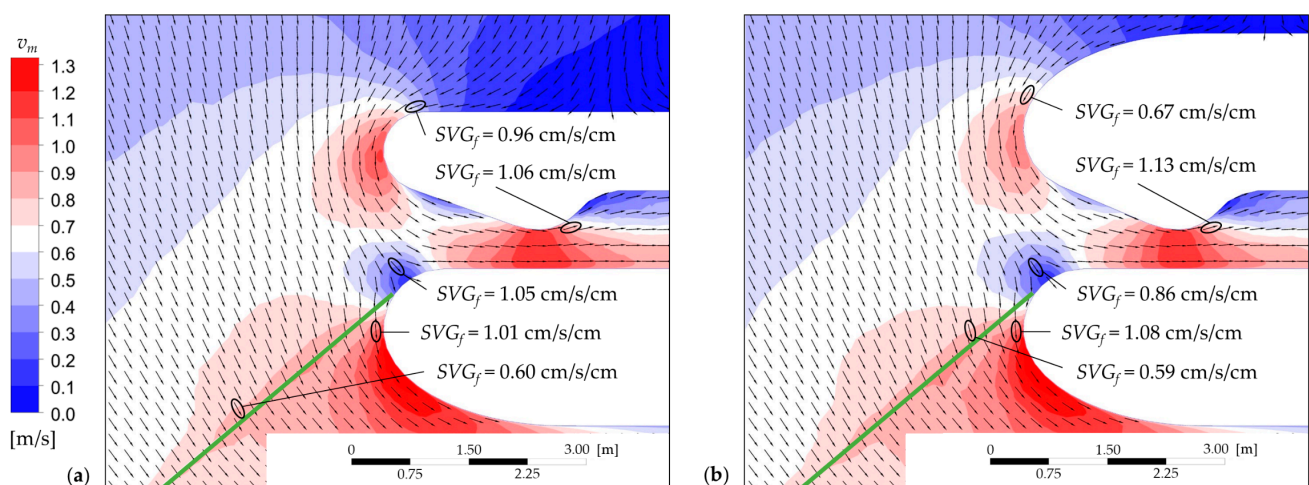 v_m
1.3
1.2
1.1
1.0
0.9
0.8
0.7
0.6
0.5
0.4
0.3
0.2
0.1
0.0
[m/s]
SVG_f = 0.96 cm/s/cm
SVG_f = 1.06 cm/s/cm
SVG_f = 1.05 cm/s/cm
SVG_f = 1.01 cm/s/cm
SVG_f = 0.60 cm/s/cm
0 1.50 3.00 [m]
0.75 2.25
(a)
SVG_f = 0.67 cm/s/cm
SVG_f = 1.13 cm/s/cm
SVG_f = 0.86 cm/s/cm
SVG_f = 1.08 cm/s/cm
SVG_f = 0.59 cm/s/cm
0 1.50 3.00 [m]
0.75 2.25
(b)